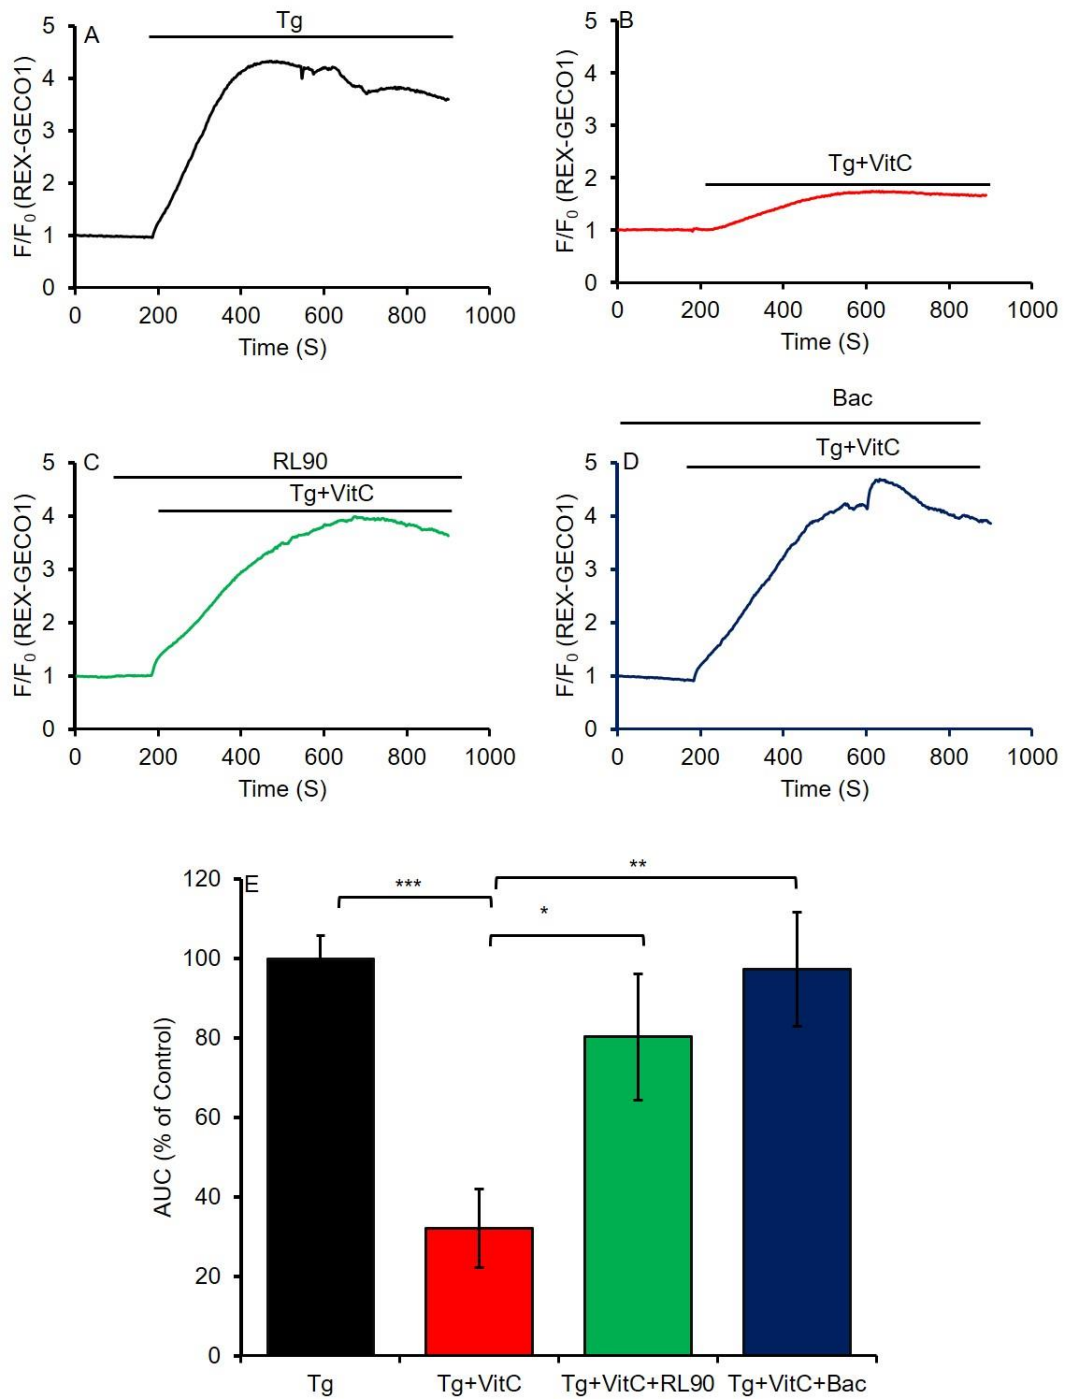 A
Tg
5
4
3
2
1
0
F/F0 (REX-GECO1)
0 200 400 600 800 1000
Time (S)
B
Tg+VitC
5
4
3
2
1
0
F/F0 (REX-GECO1)
0 200 400 600 800 1000
Time (S)
C
RL90
Tg+VitC
5
4
3
2
1
0
F/F0 (REX-GECO1)
0 200 400 600 800 1000
Time (S)
Bac
D
Tg+VitC
5
4
3
2
1
0
F/F0 (REX-GECO1)
0 200 400 600 800 1000
Time (S)
E
***
**
*
120
100
80
60
40
20
0
AUC (% of Control)
Tg Tg+VitC Tg+VitC+RL90 Tg+VitC+Bac